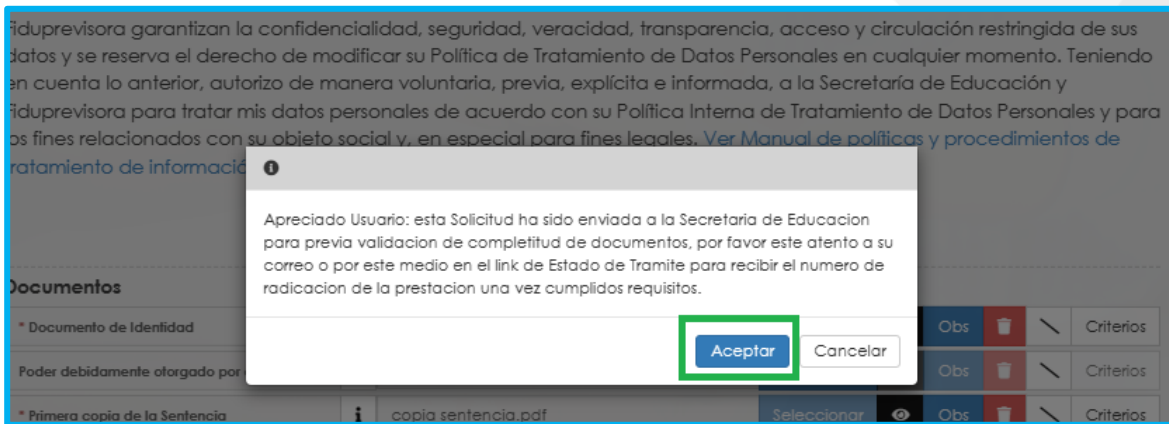 iduprevisora garantizan la confidencialidad, seguridad, veracidad, transparencia, acceso y circulación restringida de sus
datos y se reserva el derecho de modificar su Política de Tratamiento de Datos Personales en cualquier momento. Teniendo
en cuenta lo anterior, autorizo de manera voluntaria, previa, explícita e informada, a la Secretaría de Educación y
iduprevisora para tratar mis datos personales de acuerdo con su Política Interna de Tratamiento de Datos Personales y para
os fines relacionados con su objeto social y, en especial para fines legales. Ver Manual de políticas y procedimientos de
ratamiento de informació
Apreciado Usuario: esta Solicitud ha sido enviada a la Secretaria de Educacion
para previa validacion de completitud de documentos, por favor este atento a su
correo o por este medio en el link de Estado de Tramite para recibir el numero de
radicacion de la prestacion una vez cumplidos requisitos.
Aceptar Cancelar
Documentos
* Documento de Identidad Obs Criterios
Poder debidamente otorgado por Obs Criterios
* Primera copia de la Sentencia i copia sentencia.pdf Seleccionar Obs Criterios